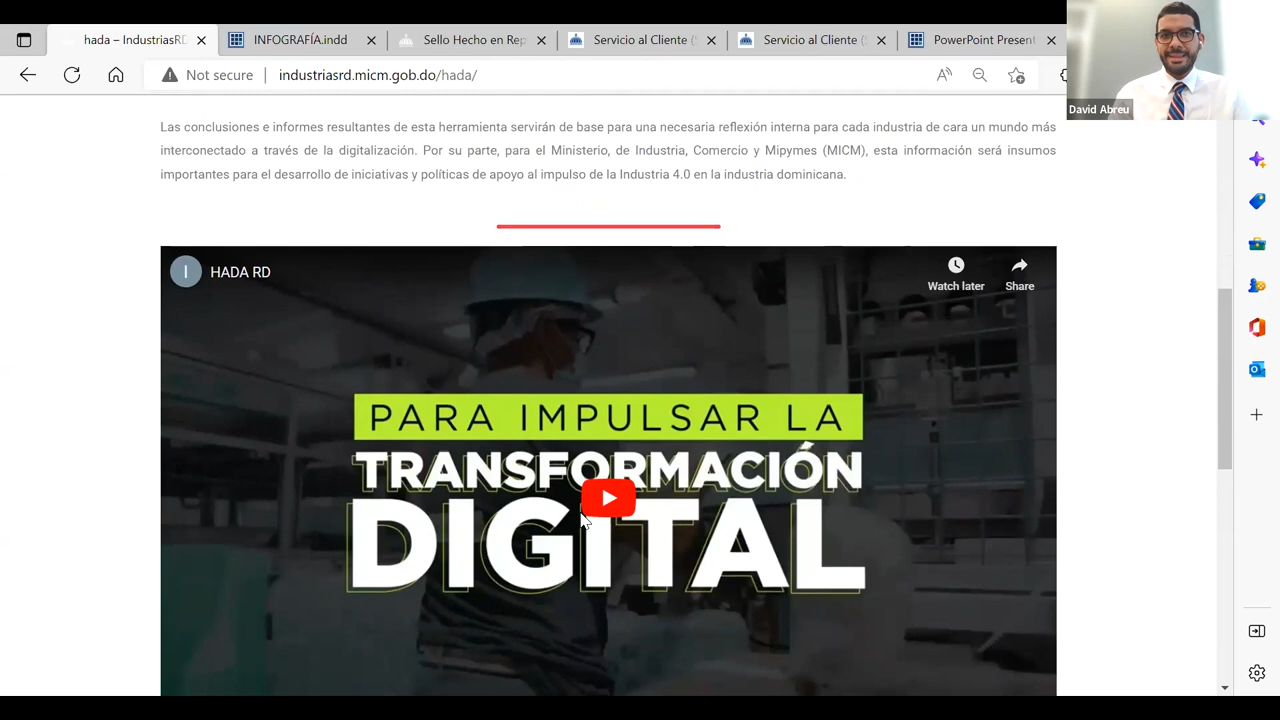 hada – IndustriasRD
INFOGRAFÍA.indd
Sello Hecho en Rep
Servicio al Cliente (
Servicio al Cliente (
PowerPoint Present
Not secure
industriasrd.micm.gob.do/hada/
David Abreu
Las conclusiones e informes resultantes de esta herramienta servirán de base para una necesaria reflexión interna para cada industria de cara un mundo más
interconectado a través de la digitalización. Por su parte, para el Ministerio, de Industria, Comercio y Mipymes (MICM), esta información será insumos
importantes para el desarrollo de iniciativas y políticas de apoyo al impulso de la Industria 4.0 en la industria dominicana.
I
HADA RD
Watch later
Share
PARA IMPULSAR LA
TRANSFORMACIÓN
DIGITAL